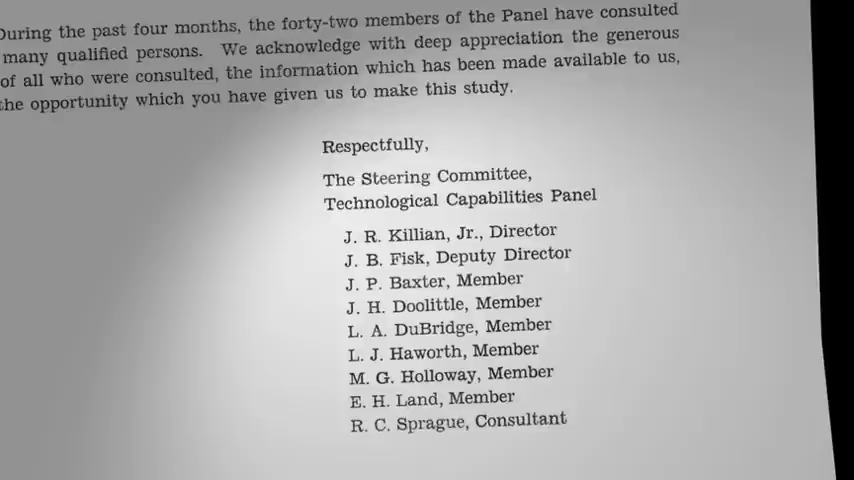 During the past four months, the forty-two members of the Panel have consulted
many qualified persons. We acknowledge with deep appreciation the generous
of all who were consulted, the information which has been made available to us,
the opportunity which you have given us to make this study.
Respectfully,
The Steering Committee,
Technological Capabilities Panel
J. R. Killian, Jr., Director
J. B. Fisk, Deputy Director
J. P. Baxter, Member
J. H. Doolittle, Member
L. A. DuBridge, Member
L. J. Haworth, Member
M. G. Holloway, Member
E. H. Land, Member
R. C. Sprague, Consultant